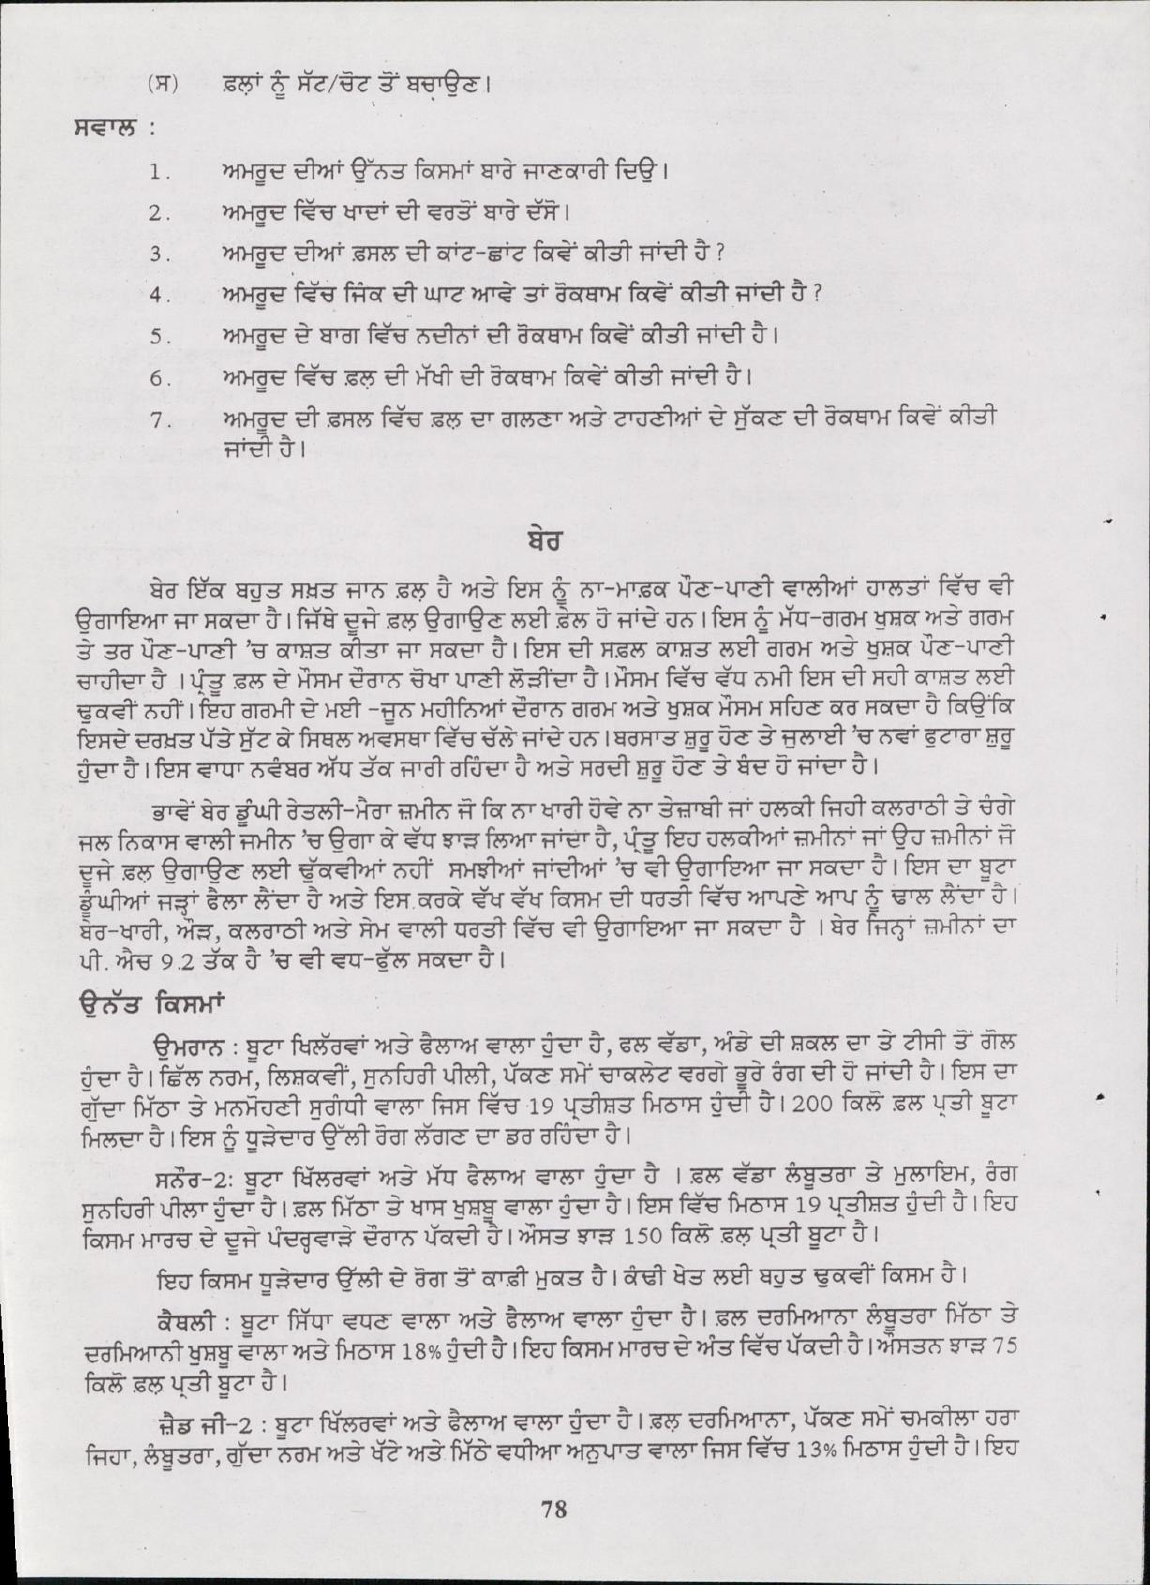 (ਸ) ਫ਼ਲਾਂ ਨੂੰ ਸੱਟ/ਚੋਟ ਤੋਂ ਬਚਾਉਣ।
ਸਵਾਲ :
1. ਅਮਰੂਦ ਦੀਆਂ ਉੱਨਤ ਕਿਸਮਾਂ ਬਾਰੇ ਜਾਣਕਾਰੀ ਦਿਉ।
2. ਅਮਰੂਦ ਵਿੱਚ ਖਾਦਾਂ ਦੀ ਵਰਤੋਂ ਬਾਰੇ ਦੱਸੋ।
3. ਅਮਰੂਦ ਦੀਆਂ ਫ਼ਸਲ ਦੀ ਕਾਂਟ-ਛਾਂਟ ਕਿਵੇਂ ਕੀਤੀ ਜਾਂਦੀ ਹੈ ?
4. ਅਮਰੂਦ ਵਿੱਚ ਜਿੰਕ ਦੀ ਘਾਟ ਆਵੇ ਤਾਂ ਰੋਕਥਾਮ ਕਿਵੇਂ ਕੀਤੀ ਜਾਂਦੀ ਹੈ ?
5. ਅਮਰੂਦ ਦੇ ਬਾਗ ਵਿੱਚ ਨਦੀਨਾਂ ਦੀ ਰੋਕਥਾਮ ਕਿਵੇਂ ਕੀਤੀ ਜਾਂਦੀ ਹੈ।
6. ਅਮਰੂਦ ਵਿੱਚ ਫ਼ਲ਼ ਦੀ ਮੱਖੀ ਦੀ ਰੋਕਥਾਮ ਕਿਵੇਂ ਕੀਤੀ ਜਾਂਦੀ ਹੈ।
7. ਅਮਰੂਦ ਦੀ ਫ਼ਸਲ ਵਿੱਚ ਫ਼ਲ਼ ਦਾ ਗਲਣਾ ਅਤੇ ਟਾਹਣੀਆਂ ਦੇ ਸੁੱਕਣ ਦੀ ਰੋਕਥਾਮ ਕਿਵੇਂ ਕੀਤੀ
ਜਾਂਦੀ ਹੈ।
ਬੇਰ
ਬੇਰ ਇੱਕ ਬਹੁਤ ਸਖ਼ਤ ਜਾਨ ਫ਼ਲ਼ ਹੈ ਅਤੇ ਇਸ ਨੂੰ ਨਾ-ਮਾਫ਼ਕ ਪੌਣ-ਪਾਣੀ ਵਾਲੀਆਂ ਹਾਲਤਾਂ ਵਿੱਚ ਵੀ
ਉਗਾਇਆ ਜਾ ਸਕਦਾ ਹੈ। ਜਿੱਥੇ ਦੂਜੇ ਫ਼ਲ਼ ਉਗਾਉਣ ਲਈ ਫ਼ੇਲ ਹੋ ਜਾਂਦੇ ਹਨ। ਇਸ ਨੂੰ ਮੱਧ-ਗਰਮ ਖੁਸ਼ਕ ਅਤੇ ਗਰਮ
ਤੇ ਤਰ ਪੌਣ-ਪਾਣੀ 'ਚ ਕਾਸ਼ਤ ਕੀਤਾ ਜਾ ਸਕਦਾ ਹੈ। ਇਸ ਦੀ ਸਫ਼ਲ ਕਾਸ਼ਤ ਲਈ ਗਰਮ ਅਤੇ ਖੁਸ਼ਕ ਪੌਣ-ਪਾਣੀ
ਚਾਹੀਦਾ ਹੈ । ਪ੍ਰੰਤੂ ਫ਼ਲ ਦੇ ਮੌਸਮ ਦੌਰਾਨ ਚੋਖਾ ਪਾਣੀ ਲੋੜੀਂਦਾ ਹੈ। ਮੌਸਮ ਵਿੱਚ ਵੱਧ ਨਮੀ ਇਸ ਦੀ ਸਹੀ ਕਾਸ਼ਤ ਲਈ
ਢੁਕਵੀਂ ਨਹੀਂ। ਇਹ ਗਰਮੀ ਦੇ ਮਈ -ਜੂਨ ਮਹੀਨਿਆਂ ਦੌਰਾਨ ਗਰਮ ਅਤੇ ਖੁਸ਼ਕ ਮੌਸਮ ਸਹਿਣ ਕਰ ਸਕਦਾ ਹੈ ਕਿਉਂਕਿ
ਇਸਦੇ ਦਰਖ਼ਤ ਪੱਤੇ ਸੁੱਟ ਕੇ ਸਿਥਲ ਅਵਸਥਾ ਵਿੱਚ ਚੱਲੇ ਜਾਂਦੇ ਹਨ। ਬਰਸਾਤ ਸ਼ੁਰੂ ਹੋਣ ਤੇ ਜੁਲਾਈ 'ਚ ਨਵਾਂ ਫੁਟਾਰਾ ਸ਼ੁਰੂ
ਹੁੰਦਾ ਹੈ। ਇਸ ਵਾਧਾ ਨਵੰਬਰ ਅੱਧ ਤੱਕ ਜਾਰੀ ਰਹਿੰਦਾ ਹੈ ਅਤੇ ਸਰਦੀ ਸ਼ੁਰੂ ਹੋਣ ਤੇ ਬੰਦ ਹੋ ਜਾਂਦਾ ਹੈ।
ਭਾਵੇਂ ਬੇਰ ਡੂੰਘੀ ਰੇਤਲੀ-ਮੈਰਾ ਜ਼ਮੀਨ ਜੋ ਕਿ ਨਾ ਖਾਰੀ ਹੋਵੇ ਨਾ ਤੇਜ਼ਾਬੀ ਜਾਂ ਹਲਕੀ ਜਿਹੀ ਕਲਰਾਠੀ ਤੇ ਚੰਗੇ
ਜਲ ਨਿਕਾਸ ਵਾਲੀ ਜਮੀਨ 'ਚ ਉਗਾ ਕੇ ਵੱਧ ਝਾੜ ਲਿਆ ਜਾਂਦਾ ਹੈ, ਪ੍ਰੰਤੂ ਇਹ ਹਲਕੀਆਂ ਜ਼ਮੀਨਾਂ ਜਾਂ ਉਹ ਜ਼ਮੀਨਾਂ ਜੋ
ਦੂਜੇ ਫ਼ਲ਼ ਉਗਾਉਣ ਲਈ ਢੁੱਕਵੀਆਂ ਨਹੀਂ ਸਮਝੀਆਂ ਜਾਂਦੀਆਂ 'ਚ ਵੀ ਉਗਾਇਆ ਜਾ ਸਕਦਾ ਹੈ। ਇਸ ਦਾ ਬੂਟਾ
ਡੂੰਘੀਆਂ ਜੜ੍ਹਾਂ ਫੈਲਾ ਲੈਂਦਾ ਹੈ ਅਤੇ ਇਸ ਕਰਕੇ ਵੱਖ ਵੱਖ ਕਿਸਮ ਦੀ ਧਰਤੀ ਵਿੱਚ ਆਪਣੇ ਆਪ ਨੂੰ ਢਾਲ ਲੈਂਦਾ ਹੈ।
ਬੇਰ-ਖਾਰੀ, ਔੜ, ਕਲਰਾਠੀ ਅਤੇ ਸੇਮ ਵਾਲੀ ਧਰਤੀ ਵਿੱਚ ਵੀ ਉਗਾਇਆ ਜਾ ਸਕਦਾ ਹੈ । ਬੇਰ ਜਿਨ੍ਹਾਂ ਜ਼ਮੀਨਾਂ ਦਾ
ਪੀ. ਐਚ 9.2 ਤੱਕ ਹੈ 'ਚ ਵੀ ਵਧ-ਫੁੱਲ ਸਕਦਾ ਹੈ।
ਉਨੱਤ ਕਿਸਮਾਂ
ਉਮਰਾਨ : ਬੂਟਾ ਖਿਲੱਰਵਾਂ ਅਤੇ ਫੈਲਾਅ ਵਾਲਾ ਹੁੰਦਾ ਹੈ, ਫਲ ਵੱਡਾ, ਅੰਡੇ ਦੀ ਸ਼ਕਲ ਦਾ ਤੇ ਟੀਸੀ ਤੋਂ ਗੋਲ
ਹੁੰਦਾ ਹੈ। ਛਿੱਲ ਨਰਮ, ਲਿਸ਼ਕਵੀਂ, ਸੁਨਹਿਰੀ ਪੀਲੀ, ਪੱਕਣ ਸਮੇਂ ਚਾਕਲੇਟ ਵਰਗੇ ਭੂਰੇ ਰੰਗ ਦੀ ਹੋ ਜਾਂਦੀ ਹੈ। ਇਸ ਦਾ
ਗੁੱਦਾ ਮਿੱਠਾ ਤੇ ਮਨਮੋਹਣੀ ਸੁਗੰਧੀ ਵਾਲਾ ਜਿਸ ਵਿੱਚ 19 ਪ੍ਰਤੀਸ਼ਤ ਮਿਠਾਸ ਹੁੰਦੀ ਹੈ। 200 ਕਿਲੋ ਫ਼ਲ ਪ੍ਰਤੀ ਬੂਟਾ
ਮਿਲਦਾ ਹੈ। ਇਸ ਨੂੰ ਧੂੜੇਦਾਰ ਉੱਲੀ ਰੋਗ ਲੱਗਣ ਦਾ ਡਰ ਰਹਿੰਦਾ ਹੈ।
ਸਨੌਰ-2: ਬੂਟਾ ਖਿੱਲਰਵਾਂ ਅਤੇ ਮੱਧ ਫੈਲਾਅ ਵਾਲਾ ਹੁੰਦਾ ਹੈ । ਫ਼ਲ ਵੱਡਾ ਲੰਬੂਤਰਾ ਤੇ ਮੁਲਾਇਮ, ਰੰਗ
ਸੁਨਹਿਰੀ ਪੀਲਾ ਹੁੰਦਾ ਹੈ। ਫ਼ਲ ਮਿੱਠਾ ਤੇ ਖਾਸ ਖੁਸ਼ਬੂ ਵਾਲਾ ਹੁੰਦਾ ਹੈ। ਇਸ ਵਿੱਚ ਮਿਠਾਸ 19 ਪ੍ਰਤੀਸ਼ਤ ਹੁੰਦੀ ਹੈ। ਇਹ
ਕਿਸਮ ਮਾਰਚ ਦੇ ਦੂਜੇ ਪੰਦਰ੍ਹਵਾੜੇ ਦੌਰਾਨ ਪੱਕਦੀ ਹੈ। ਔਸਤ ਝਾੜ 150 ਕਿਲੋ ਫ਼ਲ਼ ਪ੍ਰਤੀ ਬੂਟਾ ਹੈ।
ਇਹ ਕਿਸਮ ਧੂੜੇਦਾਰ ਉੱਲੀ ਦੇ ਰੋਗ ਤੋਂ ਕਾਫ਼ੀ ਮੁਕਤ ਹੈ। ਕੰਢੀ ਖੇਤ ਲਈ ਬਹੁਤ ਢੁਕਵੀਂ ਕਿਸਮ ਹੈ।
ਕੈਥਲੀ : ਬੂਟਾ ਸਿੱਧਾ ਵਧਣ ਵਾਲਾ ਅਤੇ ਫੈਲਾਅ ਵਾਲਾ ਹੁੰਦਾ ਹੈ। ਫ਼ਲ ਦਰਮਿਆਨਾ ਲੰਬੂਤਰਾ ਮਿੱਠਾ ਤੇ
ਦਰਮਿਆਨੀ ਖੁਸ਼ਬੂ ਵਾਲਾ ਅਤੇ ਮਿਠਾਸ 18% ਹੁੰਦੀ ਹੈ। ਇਹ ਕਿਸਮ ਮਾਰਚ ਦੇ ਅੰਤ ਵਿੱਚ ਪੱਕਦੀ ਹੈ। ਔਸਤਨ ਝਾੜ 75
ਕਿਲੋ ਫ਼ਲ਼ ਪ੍ਰਤੀ ਬੂਟਾ ਹੈ।
ਜ਼ੈਡ ਜੀ-2 : ਬੂਟਾ ਖਿੱਲਰਵਾਂ ਅਤੇ ਫੈਲਾਅ ਵਾਲਾ ਹੁੰਦਾ ਹੈ। ਫ਼ਲ਼ ਦਰਮਿਆਨਾ, ਪੱਕਣ ਸਮੇਂ ਚਮਕੀਲਾ ਹਰਾ
ਜਿਹਾ, ਲੰਬੂਤਰਾ, ਗੁੱਦਾ ਨਰਮ ਅਤੇ ਖੱਟੇ ਅਤੇ ਮਿੱਠੇ ਵਧੀਆ ਅਨੁਪਾਤ ਵਾਲਾ ਜਿਸ ਵਿੱਚ 13% ਮਿਠਾਸ ਹੁੰਦੀ ਹੈ। ਇਹ
78